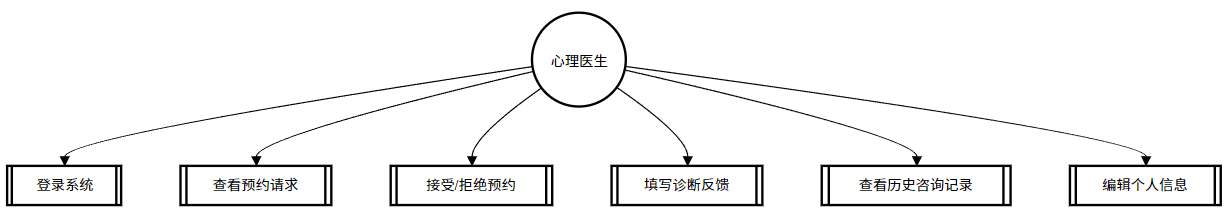 心理医生
登录系统
查看预约请求
接受/拒绝预约
填写诊断反馈
查看历史咨询记录
编辑个人信息